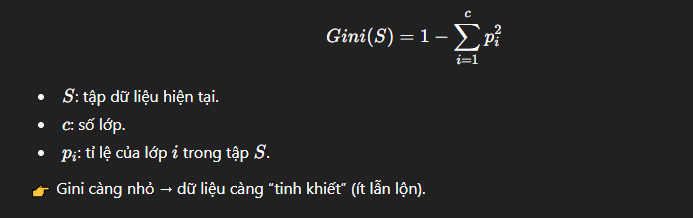 Gini(S) = 1 − ∑_{i=1}^{c} p_i^2
• S: tập dữ liệu hiện tại.
• c: số lớp.
• p_i: tỉ lệ của lớp i trong tập S.
👉 Gini càng nhỏ → dữ liệu càng “tinh khiết” (ít lẫn lộn).